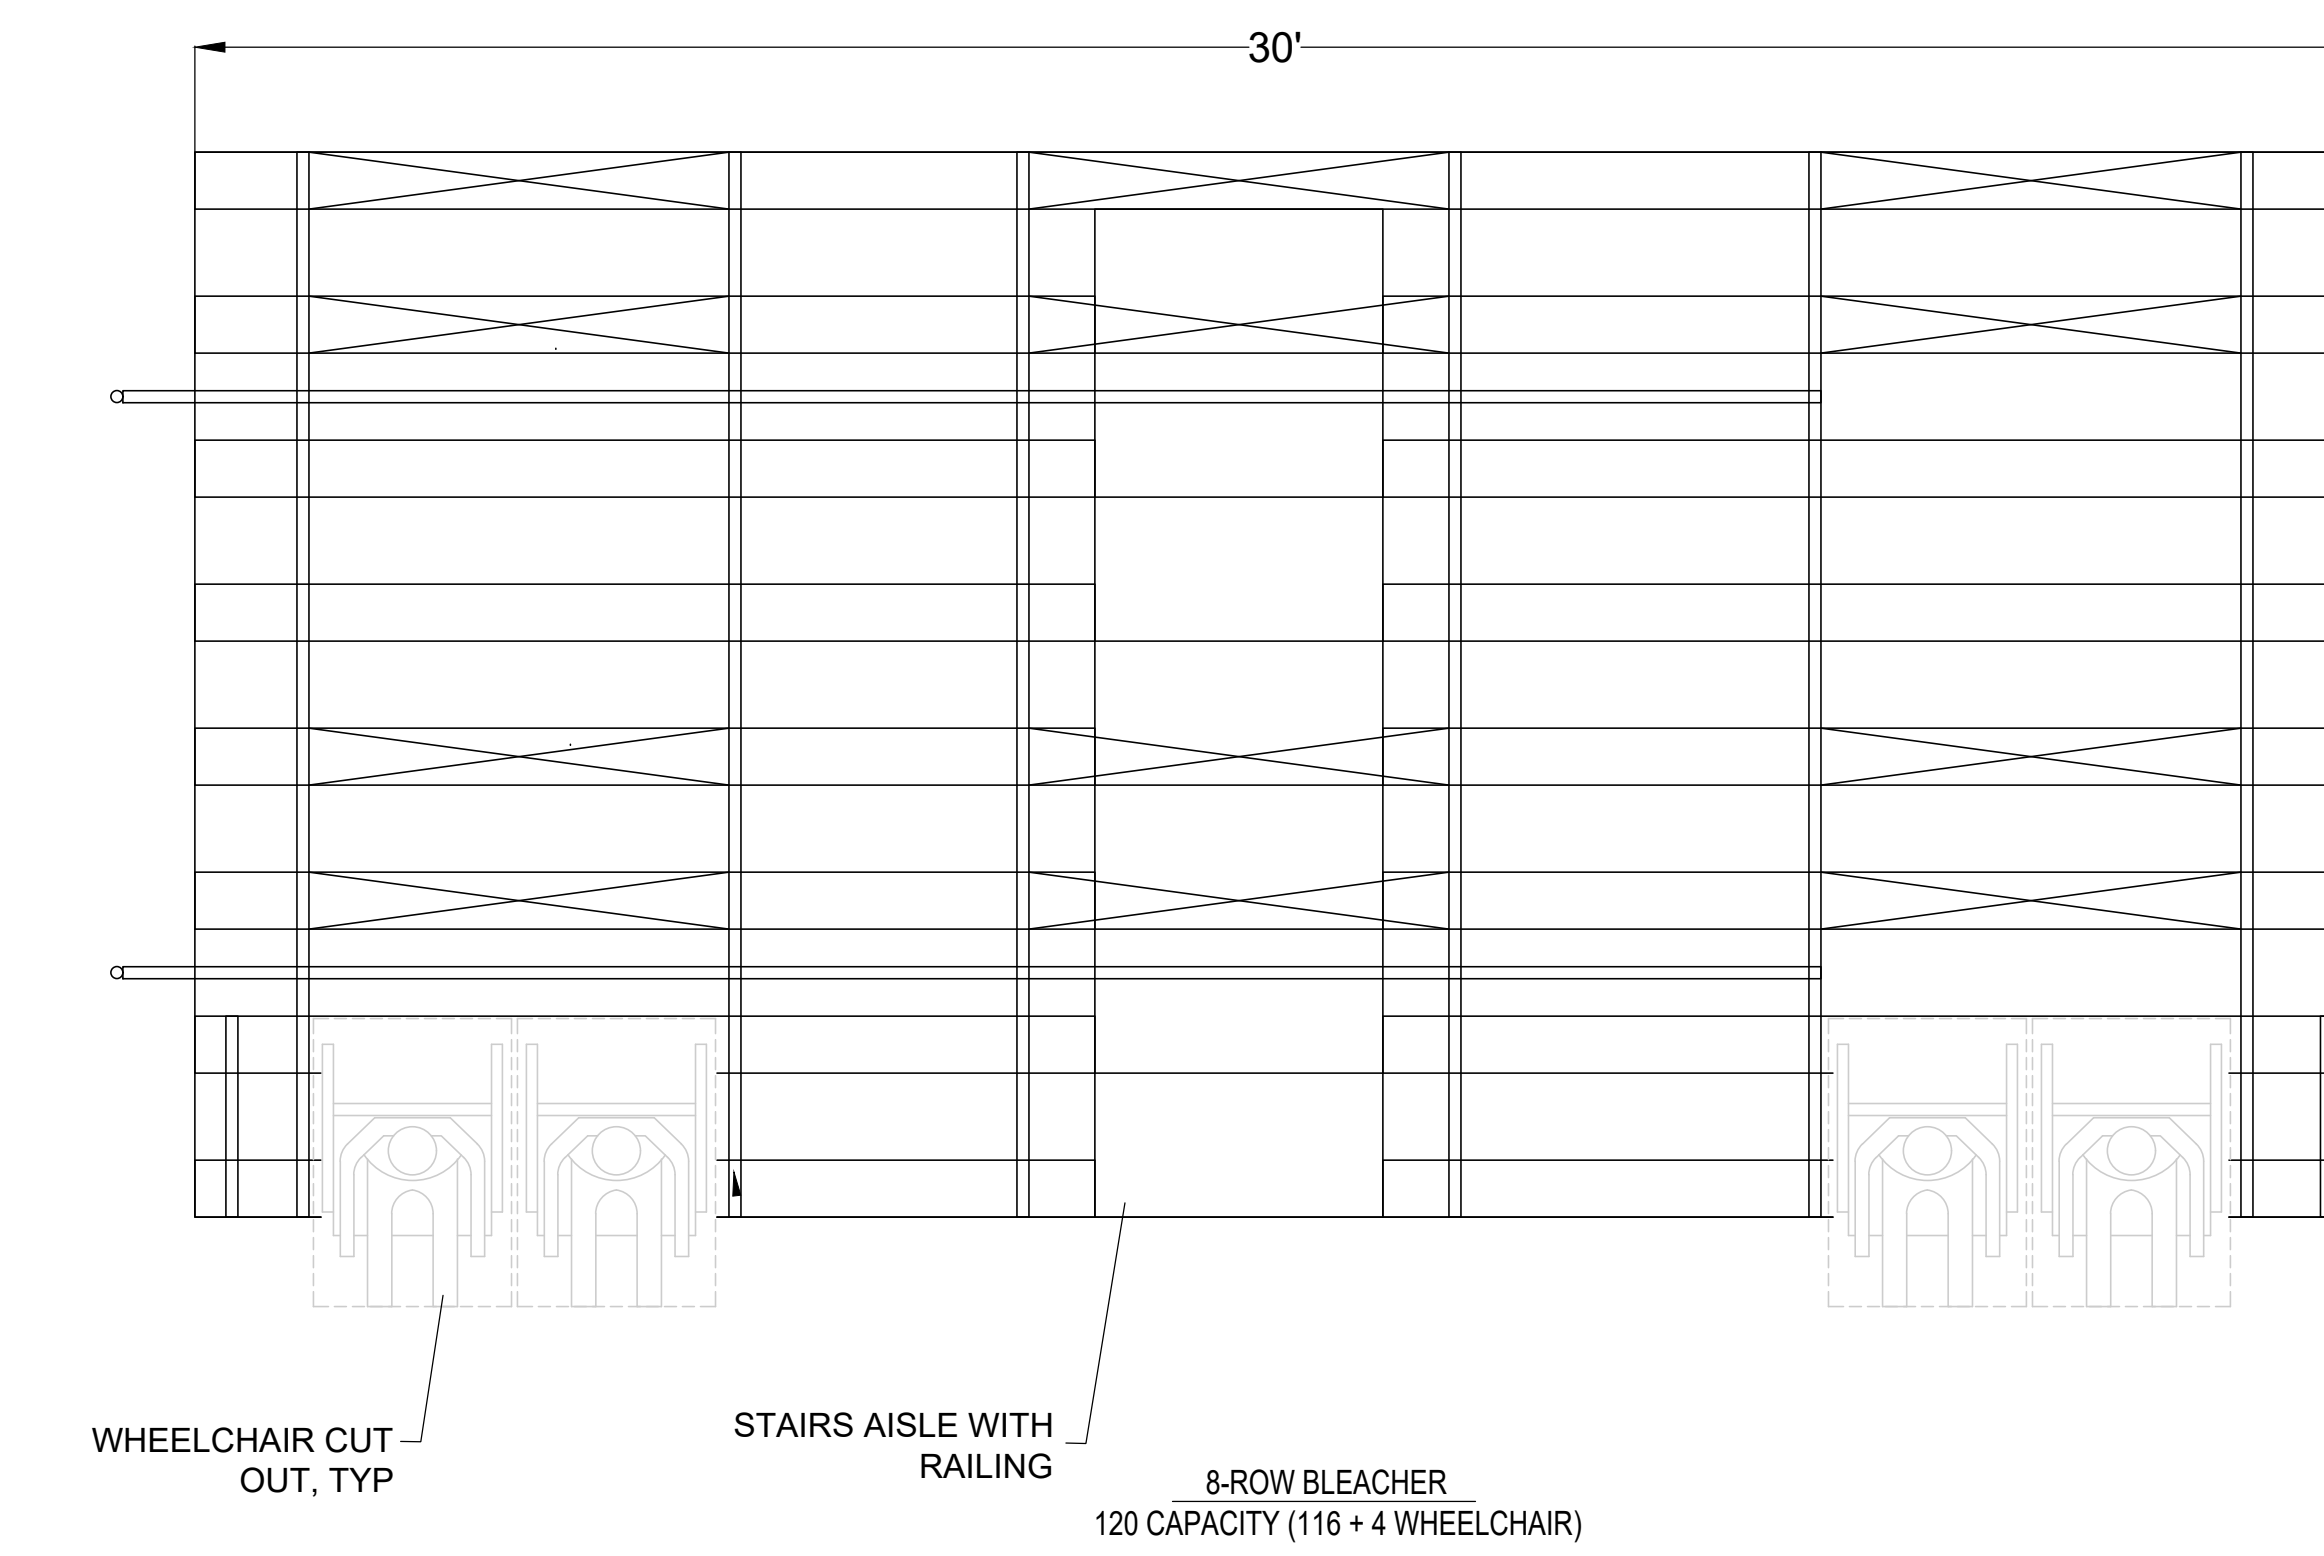 30'
WHEELCHAIR CUT
OUT, TYP
STAIRS AISLE WITH
RAILING
8-ROW BLEACHER
120 CAPACITY (116 + 4 WHEELCHAIR)